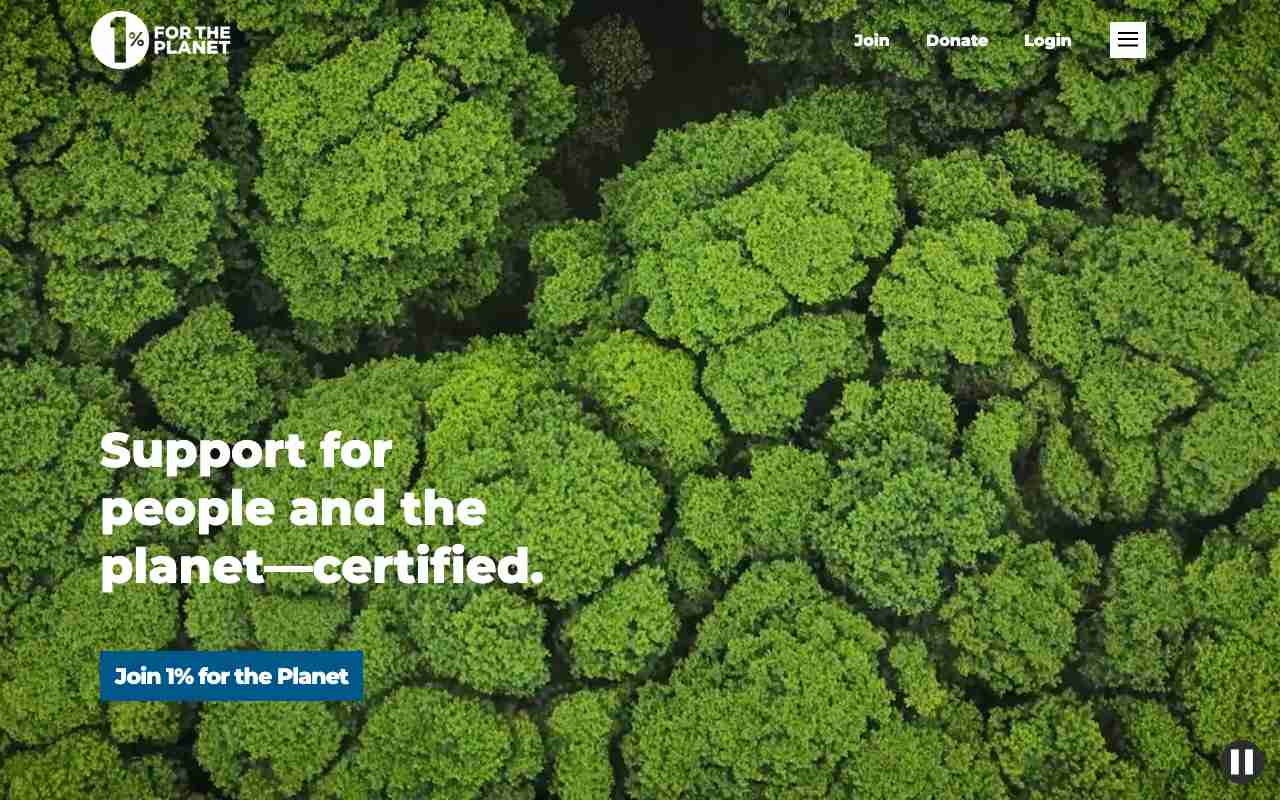 1% FOR THE
PLANET
Join
Donate
Login
Support for
people and the
planet—certified.
Join 1% for the Planet